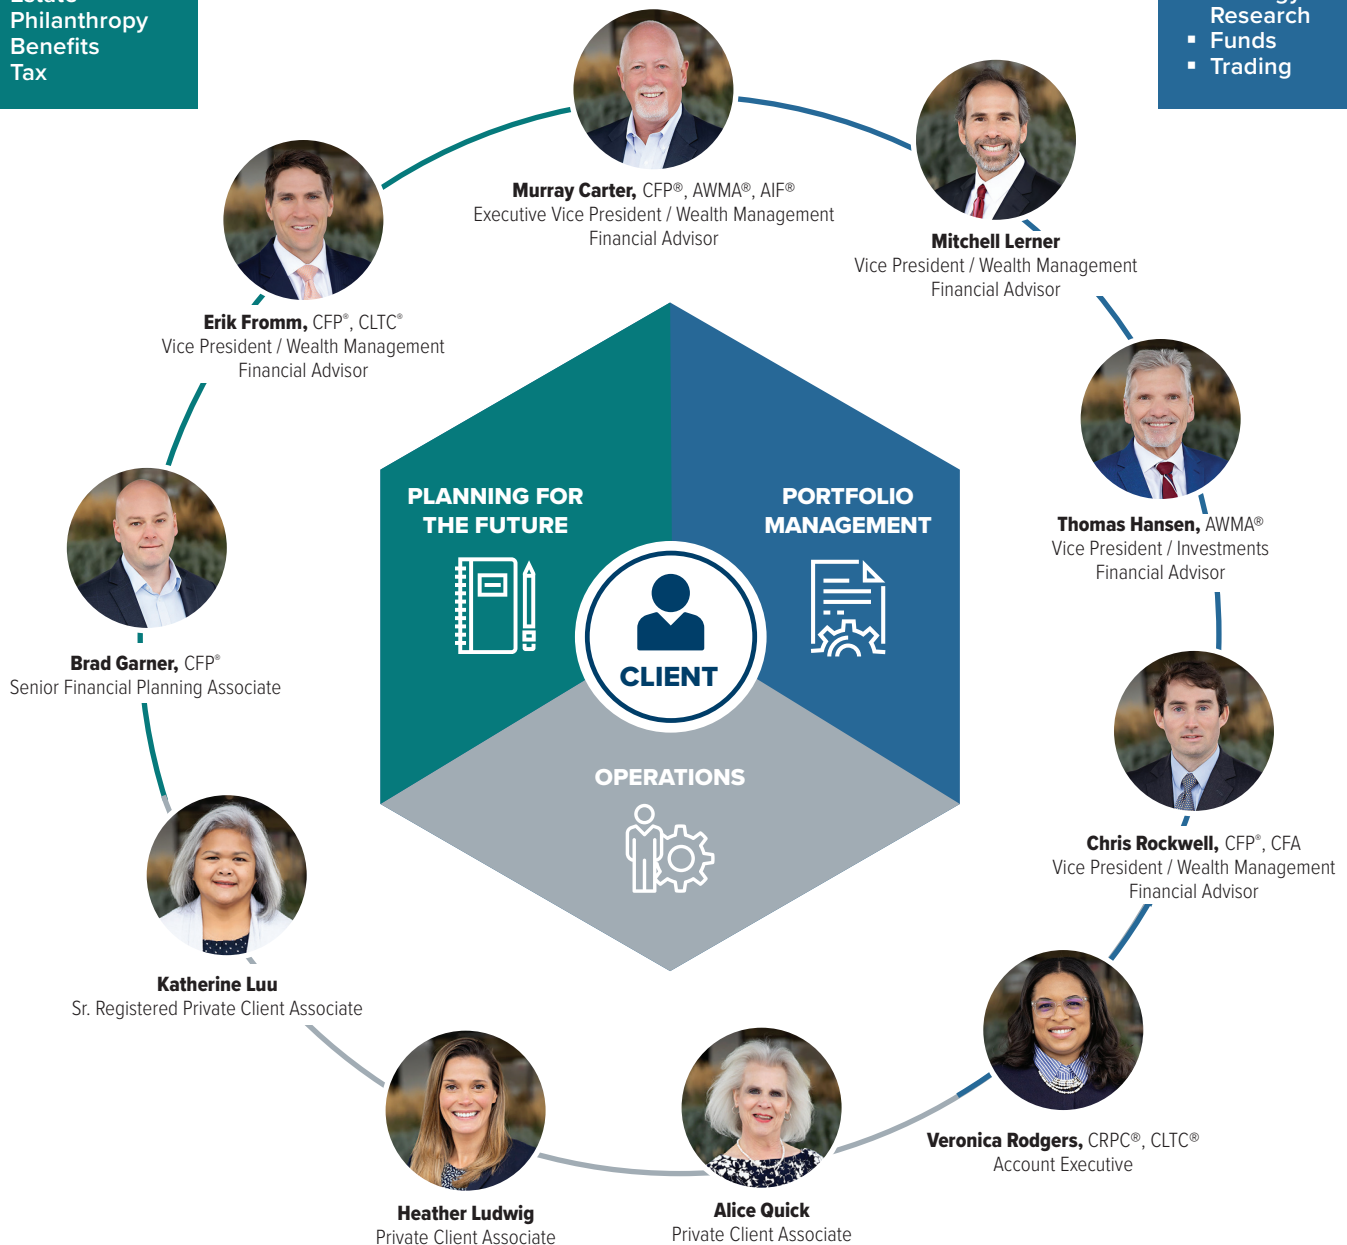 Philanthropy
Benefits
Tax
Research
▪ Funds
▪ Trading
Murray Carter, CFP®, AWMA®, AIF®
Executive Vice President / Wealth Management
Financial Advisor
Mitchell Lerner
Vice President / Wealth Management
Financial Advisor
Erik Fromm, CFP®, CLTC®
Vice President / Wealth Management
Financial Advisor
PLANNING FOR
THE FUTURE
PORTFOLIO
MANAGEMENT
Thomas Hansen, AWMA®
Vice President / Investments
Financial Advisor
CLIENT
Brad Garner, CFP®
Senior Financial Planning Associate
OPERATIONS
Chris Rockwell, CFP®, CFA
Vice President / Wealth Management
Financial Advisor
Katherine Luu
Sr. Registered Private Client Associate
Veronica Rodgers, CRPC®, CLTC®
Account Executive
Heather Ludwig
Private Client Associate
Alice Quick
Private Client Associate